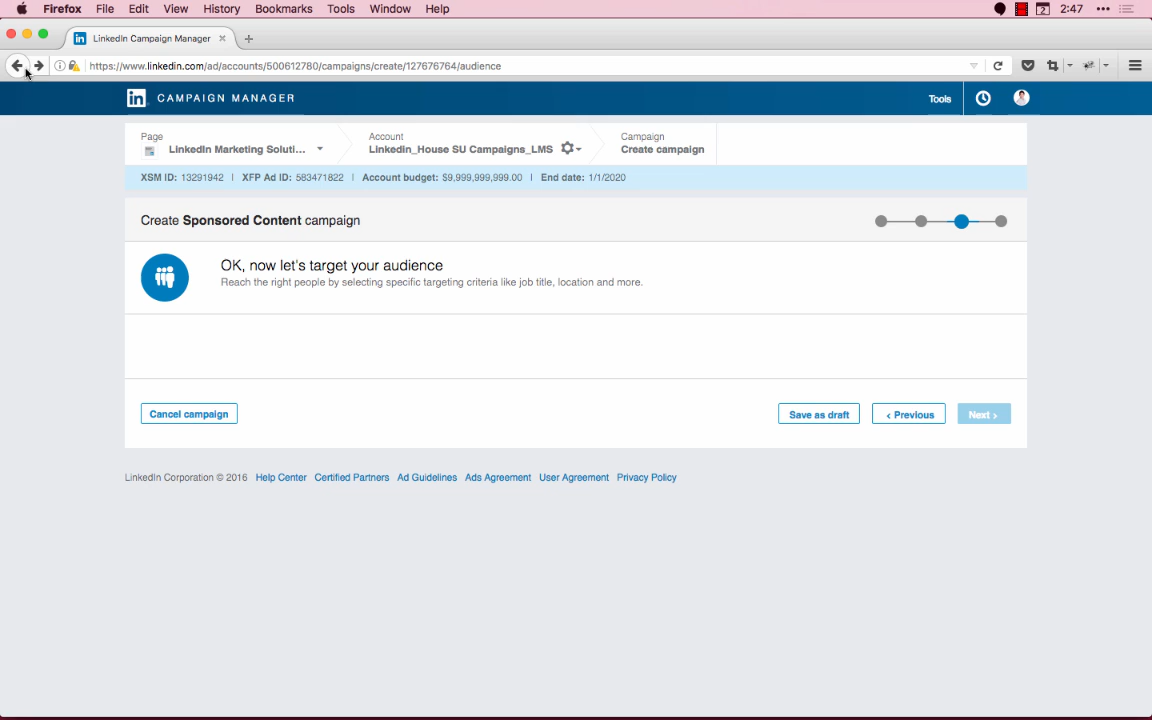 Firefox File Edit View History Bookmarks Tools Window Help 2 2:47
in LinkedIn Campaign Manager
https://www.linkedin.com/ad/accounts/500612780/campaigns/create/127676764/audience
in CAMPAIGN MANAGER Tools
Page Account Campaign
LinkedIn Marketing Soluti... Linkedin_House SU Campaigns_LMS Create campaign
XSM ID: 13291942 | XFP Ad ID: 583471822 | Account budget: $9,999,999,999.00 | End date: 1/1/2020
Create Sponsored Content campaign
OK, now let's target your audience
Reach the right people by selecting specific targeting criteria like job title, location and more.
Cancel campaign Save as draft ‹ Previous Next ›
LinkedIn Corporation © 2016 Help Center Certified Partners Ad Guidelines Ads Agreement User Agreement Privacy Policy